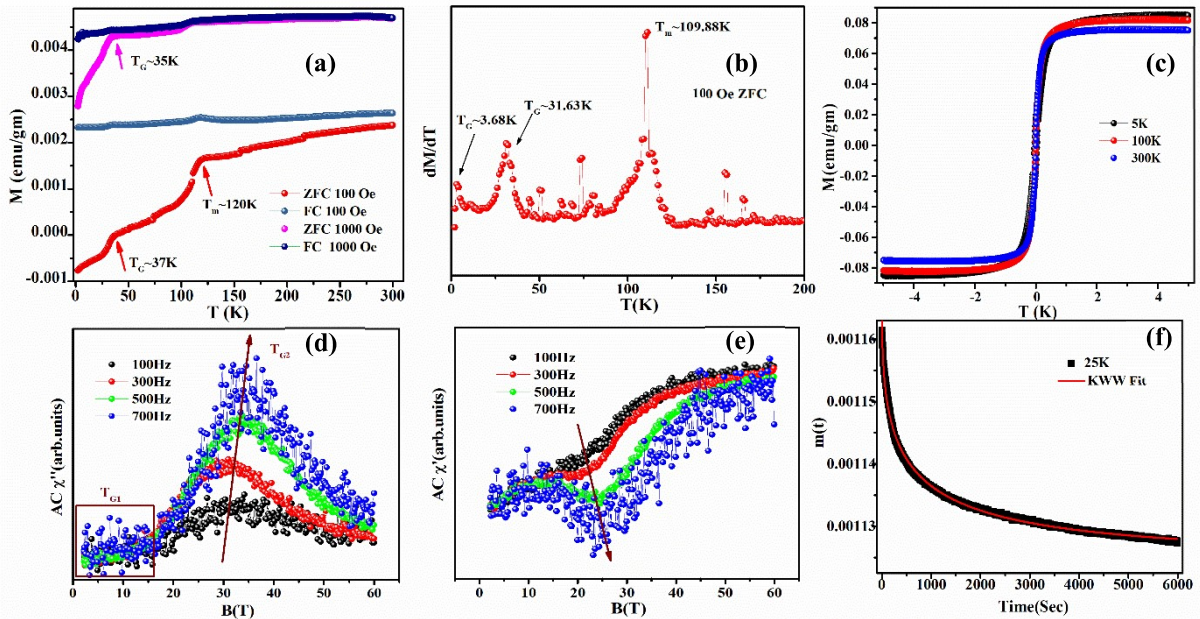 (a)
0.004
0.003
0.002
0.001
0.000
-0.001
M (emu/gm)
T_G~35K
T_m~120K
T_G~37K
ZFC 100 Oe
FC 100 Oe
ZFC 1000 Oe
FC 1000 Oe
0 50 100 150 200 250 300
T (K)
(b)
T_m~109.88K
100 Oe ZFC
T_G~31.63K
T_G~3.68K
dM/dT
0 50 100 150 200
T(K)
(c)
0.08
0.06
0.04
0.02
0.00
-0.02
-0.04
-0.06
-0.08
M(emu/gm)
5K
100K
300K
-4 -2 0 2 4
T (K)
(d)
T_G2
100Hz
300Hz
500Hz
700Hz
T_G1
AC χ''(arb.units)
0 10 20 30 40 50 60
B(T)
(e)
100Hz
300Hz
500Hz
700Hz
AC χ'(arb.units)
0 10 20 30 40 50 60
B(T)
(f)
0.00116
0.00115
0.00114
0.00113
m(t)
25K
KWW Fit
0 1000 2000 3000 4000 5000 6000
Time(Sec)